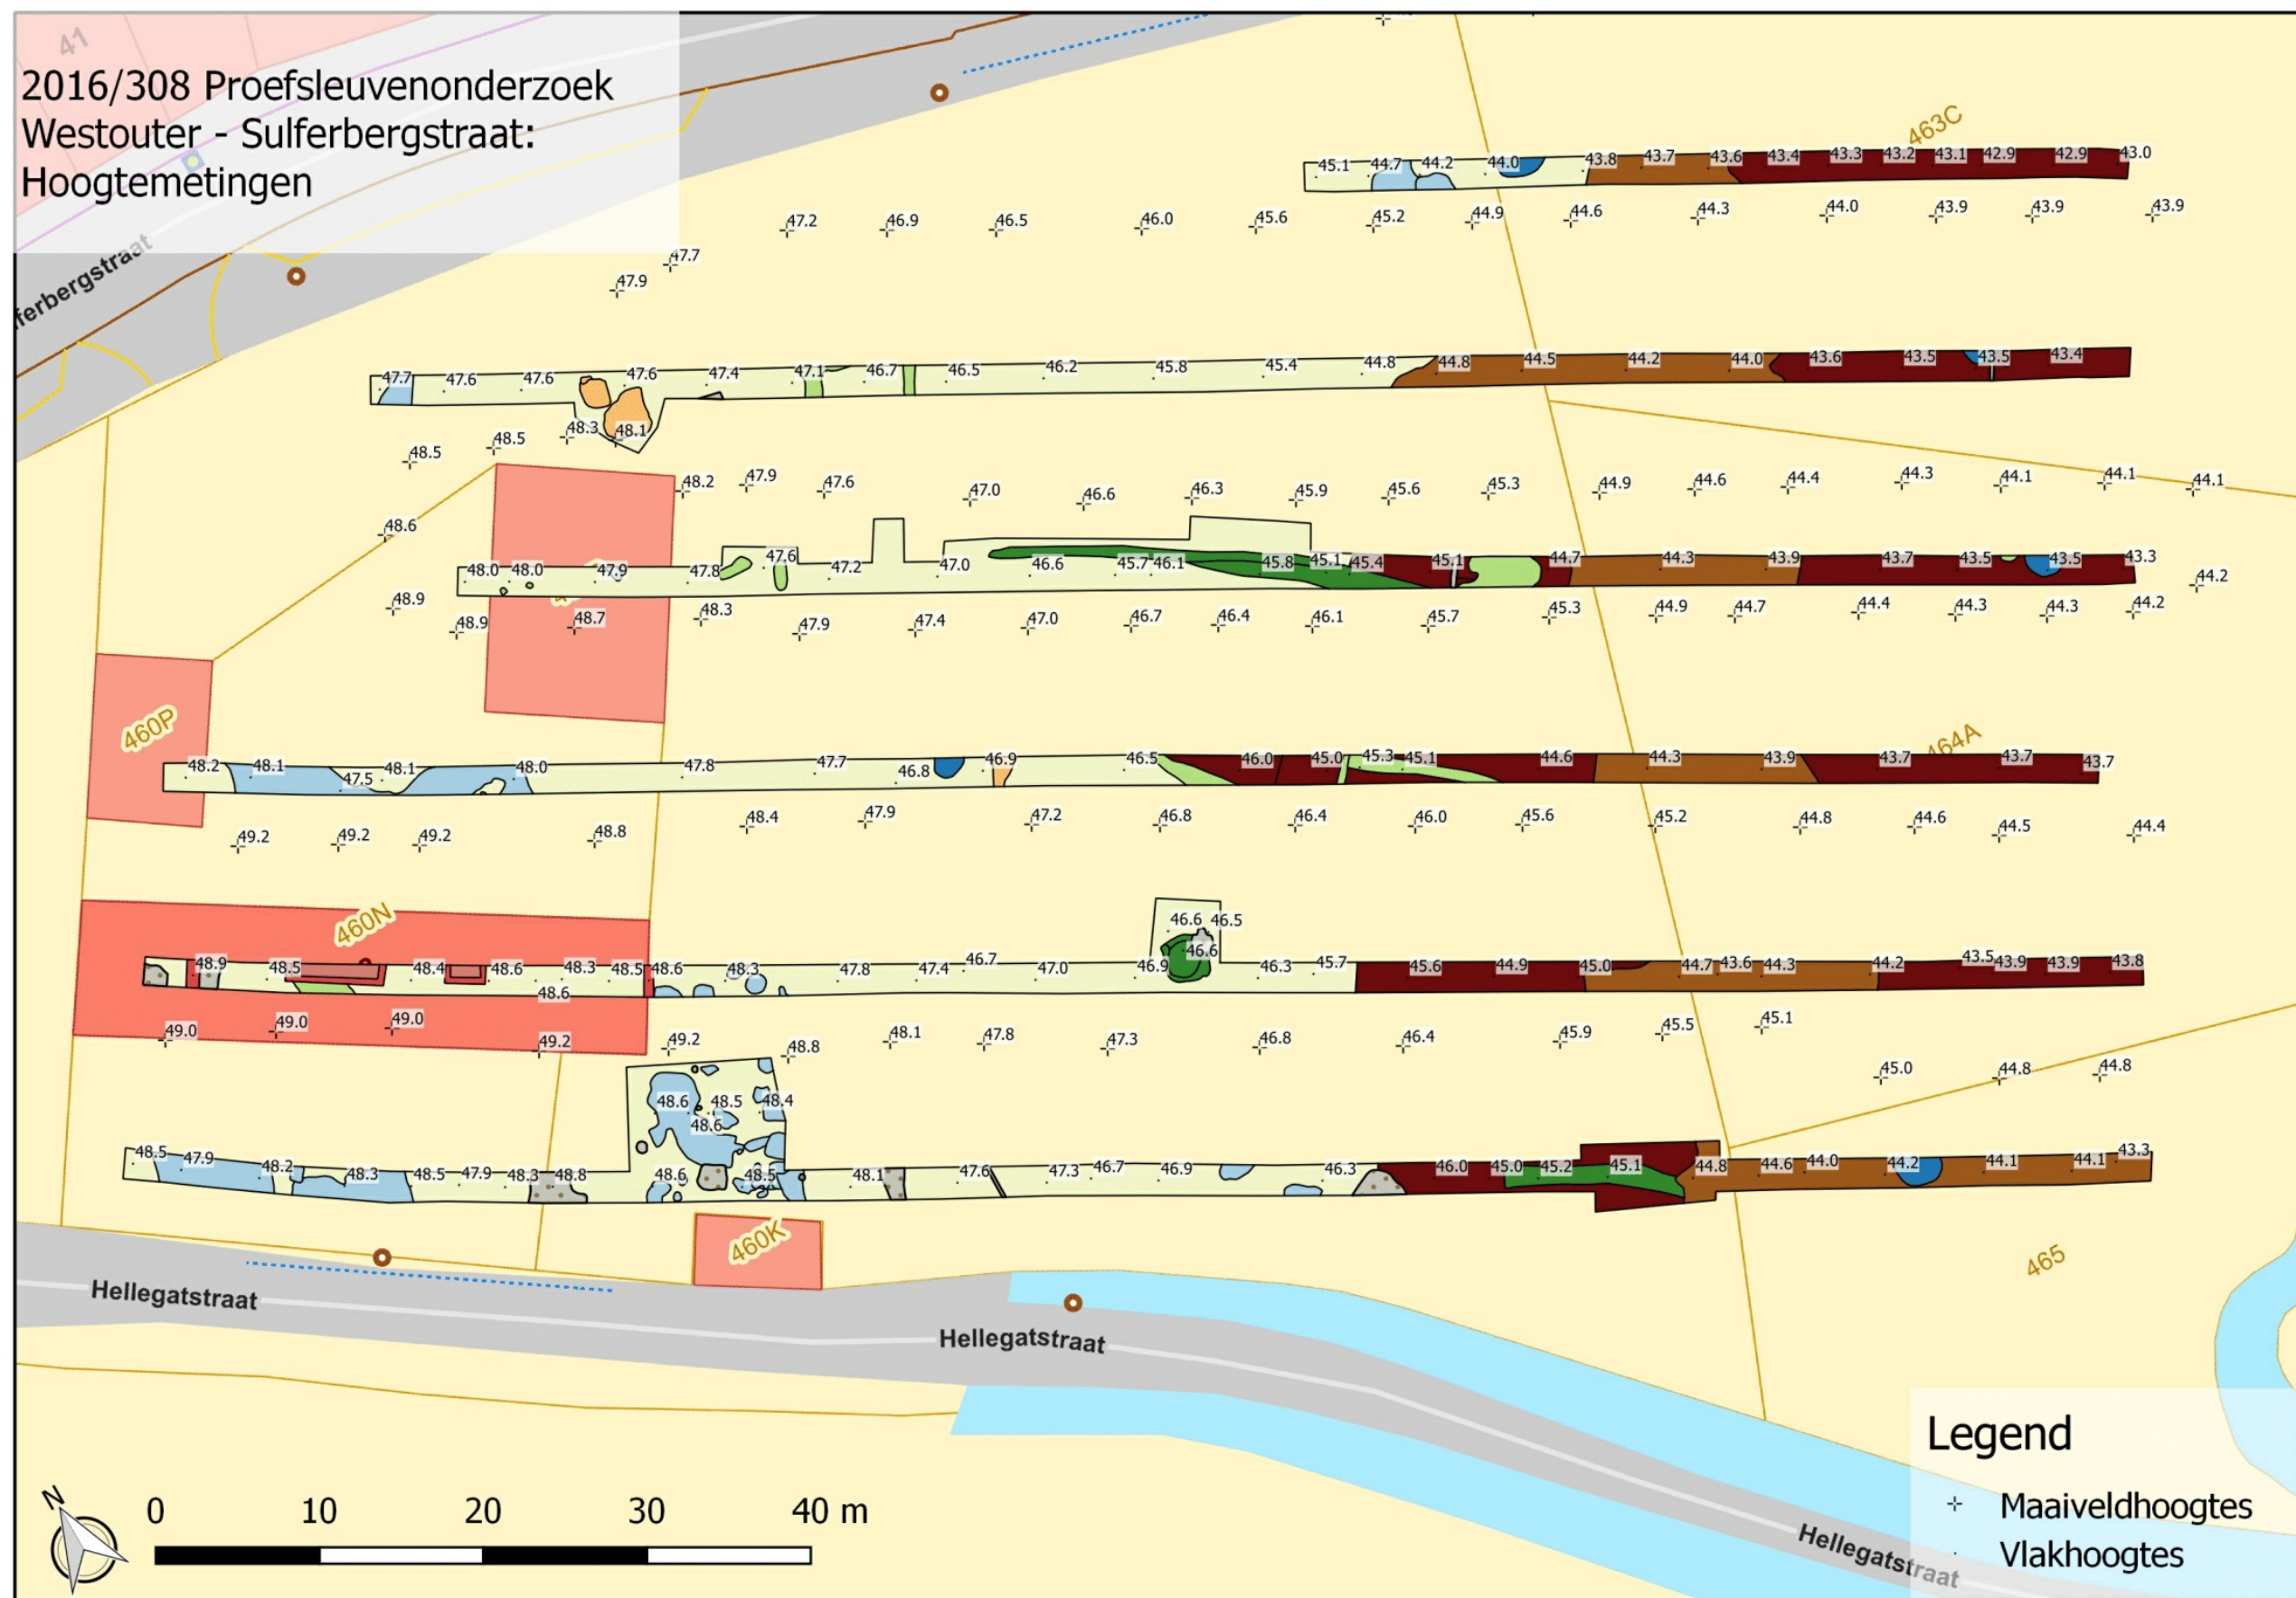 41
2016/308 Proefsleuvenonderzoek
Westouter - Sulferbergstraat:
Hoogtemetingen
ferbergstraat
463C
45.1 44.7 44.2 44.0 43.8 43.7 43.6 43.4 43.3 43.2 43.1 42.9 42.9 43.0
47.2 46.9 46.5 46.0 45.6 45.2 44.9 44.6 44.3 44.0 43.9 43.9 43.9
47.7
47.9
47.7 47.6 47.6 47.6 47.4 47.1 46.7 46.5 46.2 45.8 45.4 44.8 44.8 44.5 44.2 44.0 43.6 43.5 43.5 43.4
48.5 48.5 48.3 48.1
48.2 47.9 47.6 47.0 46.6 46.3 45.9 45.6 45.3 44.9 44.6 44.4 44.3 44.1 44.1 44.1
48.6
48.0 48.0 47.9 47.8 47.6 47.2 47.0 46.6 45.7 46.1 45.8 45.1 45.4 45.1 44.7 44.3 43.9 43.7 43.5 43.5 43.3
44.2
48.9 48.9 48.7 48.3 47.9 47.4 47.0 46.7 46.4 46.1 45.7 45.3 44.9 44.7 44.4 44.3 44.3 44.2
460P
464A
48.2 48.1 47.5 48.1 48.0 47.8 47.7 46.8 46.9 46.5 46.0 45.0 45.3 45.1 44.6 44.3 43.9 43.7 43.7 43.7
49.2 49.2 49.2 48.8 48.4 47.9 47.2 46.8 46.4 46.0 45.6 45.2 44.8 44.6 44.5 44.4
460N
46.6 46.5
46.6
48.9 48.5 48.4 48.6 48.3 48.5 48.6 48.3 47.8 47.4 46.7 47.0 46.9 46.3 45.7 45.6 44.9 45.0 44.7 43.6 44.3 44.2 43.5 43.9 43.9 43.8
48.6
49.0 49.0 49.0 49.2 49.2 48.8 48.1 47.8 47.3 46.8 46.4 45.9 45.5 45.1
45.0 44.8 44.8
48.6 48.5 48.4
48.6
48.5 47.9 48.2 48.3 48.5 47.9 48.3 48.8 48.6 48.5 48.1 47.6 47.3 46.7 46.9 46.3 46.0 45.0 45.2 45.1 44.8 44.6 44.0 44.2 44.1 44.1 43.3
460K
465
Hellegatstraat
Hellegatstraat
Hellegatstraat
Legend
Maaiveldhoogtes
Vlakhoogtes
N
0 10 20 30 40 m